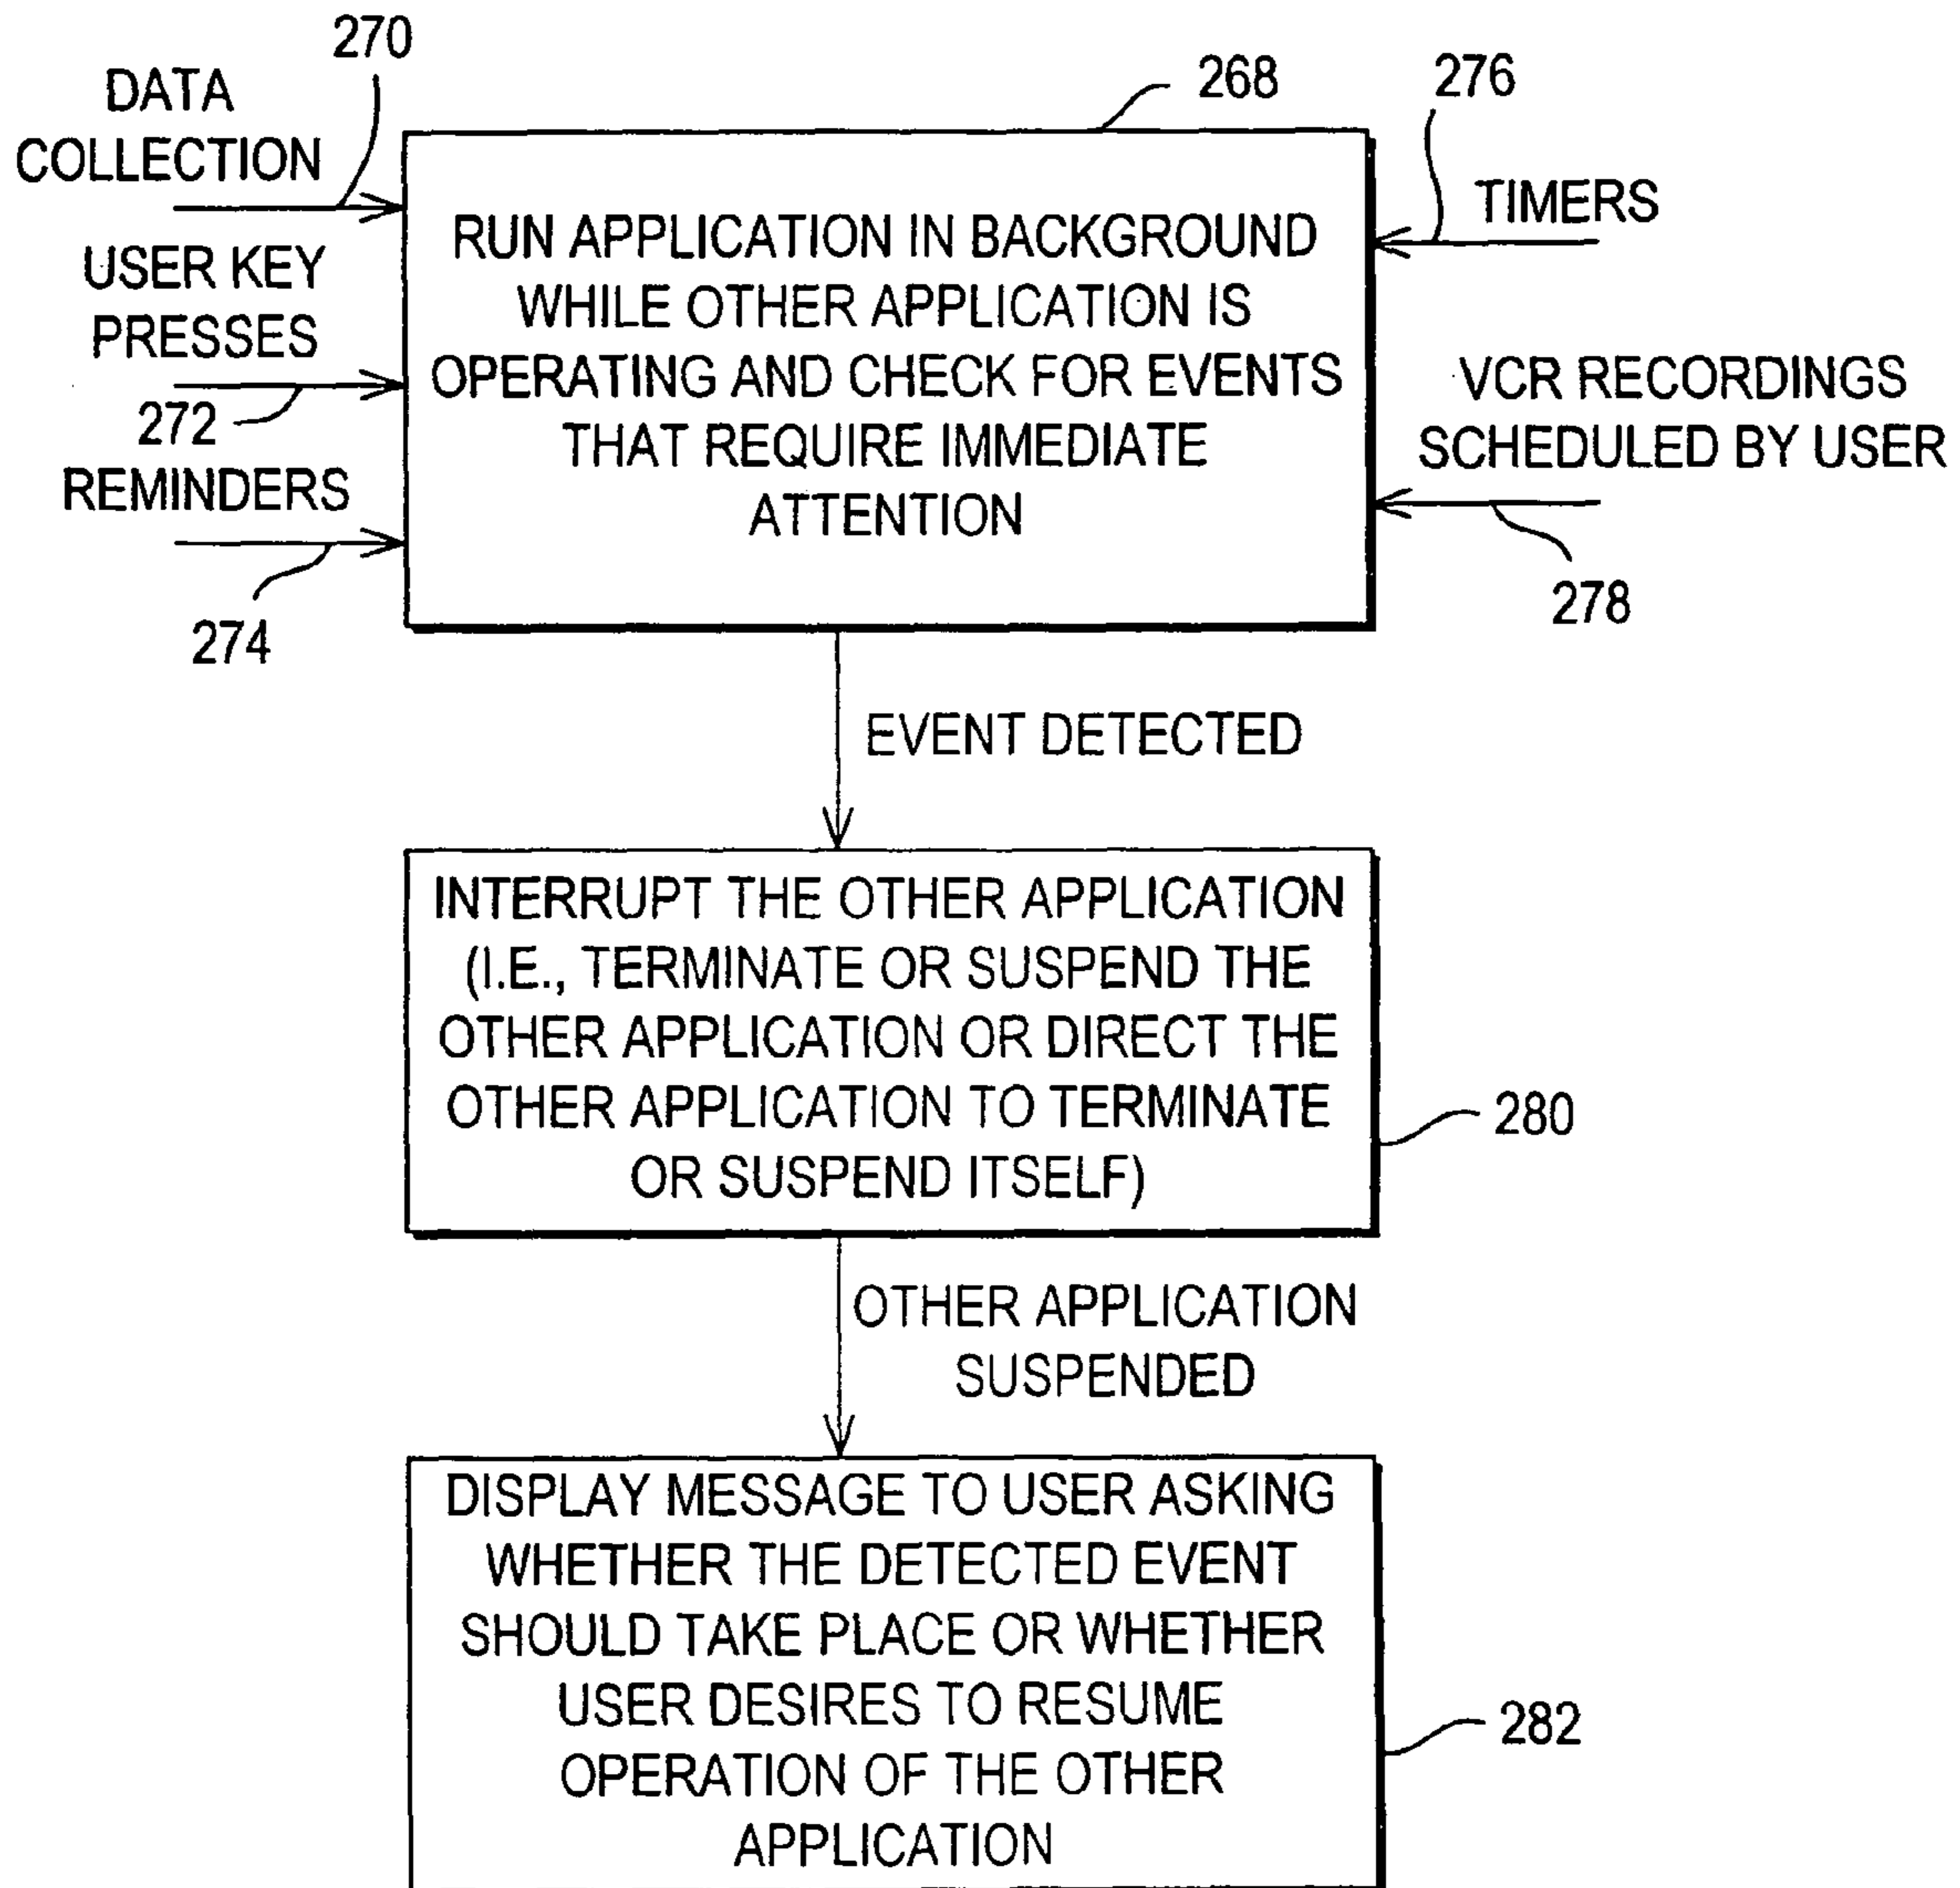 270
DATA
COLLECTION
268
276
TIMERS
USER KEY
PRESSES
272
REMINDERS
274
RUN APPLICATION IN BACKGROUND
WHILE OTHER APPLICATION IS
OPERATING AND CHECK FOR EVENTS
THAT REQUIRE IMMEDIATE
ATTENTION
VCR RECORDINGS
SCHEDULED BY USER
278
EVENT DETECTED
INTERRUPT THE OTHER APPLICATION
(I.E., TERMINATE OR SUSPEND THE
OTHER APPLICATION OR DIRECT THE
OTHER APPLICATION TO TERMINATE
OR SUSPEND ITSELF)
280
OTHER APPLICATION
SUSPENDED
DISPLAY MESSAGE TO USER ASKING
WHETHER THE DETECTED EVENT
SHOULD TAKE PLACE OR WHETHER
USER DESIRES TO RESUME
OPERATION OF THE OTHER
APPLICATION
282